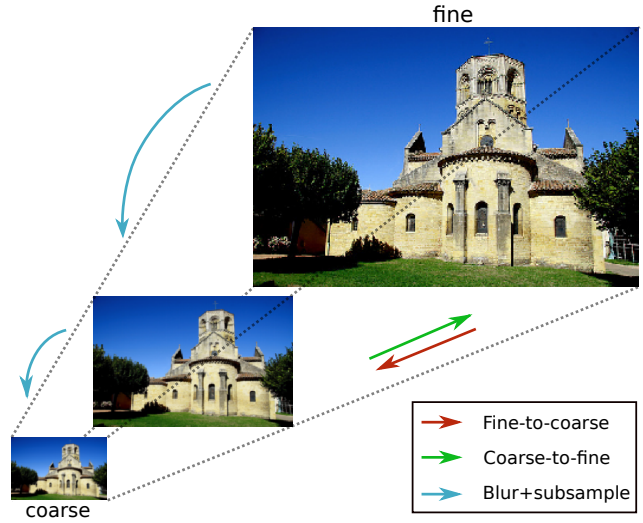 fine
coarse
Fine-to-coarse
Coarse-to-fine
Blur+subsample